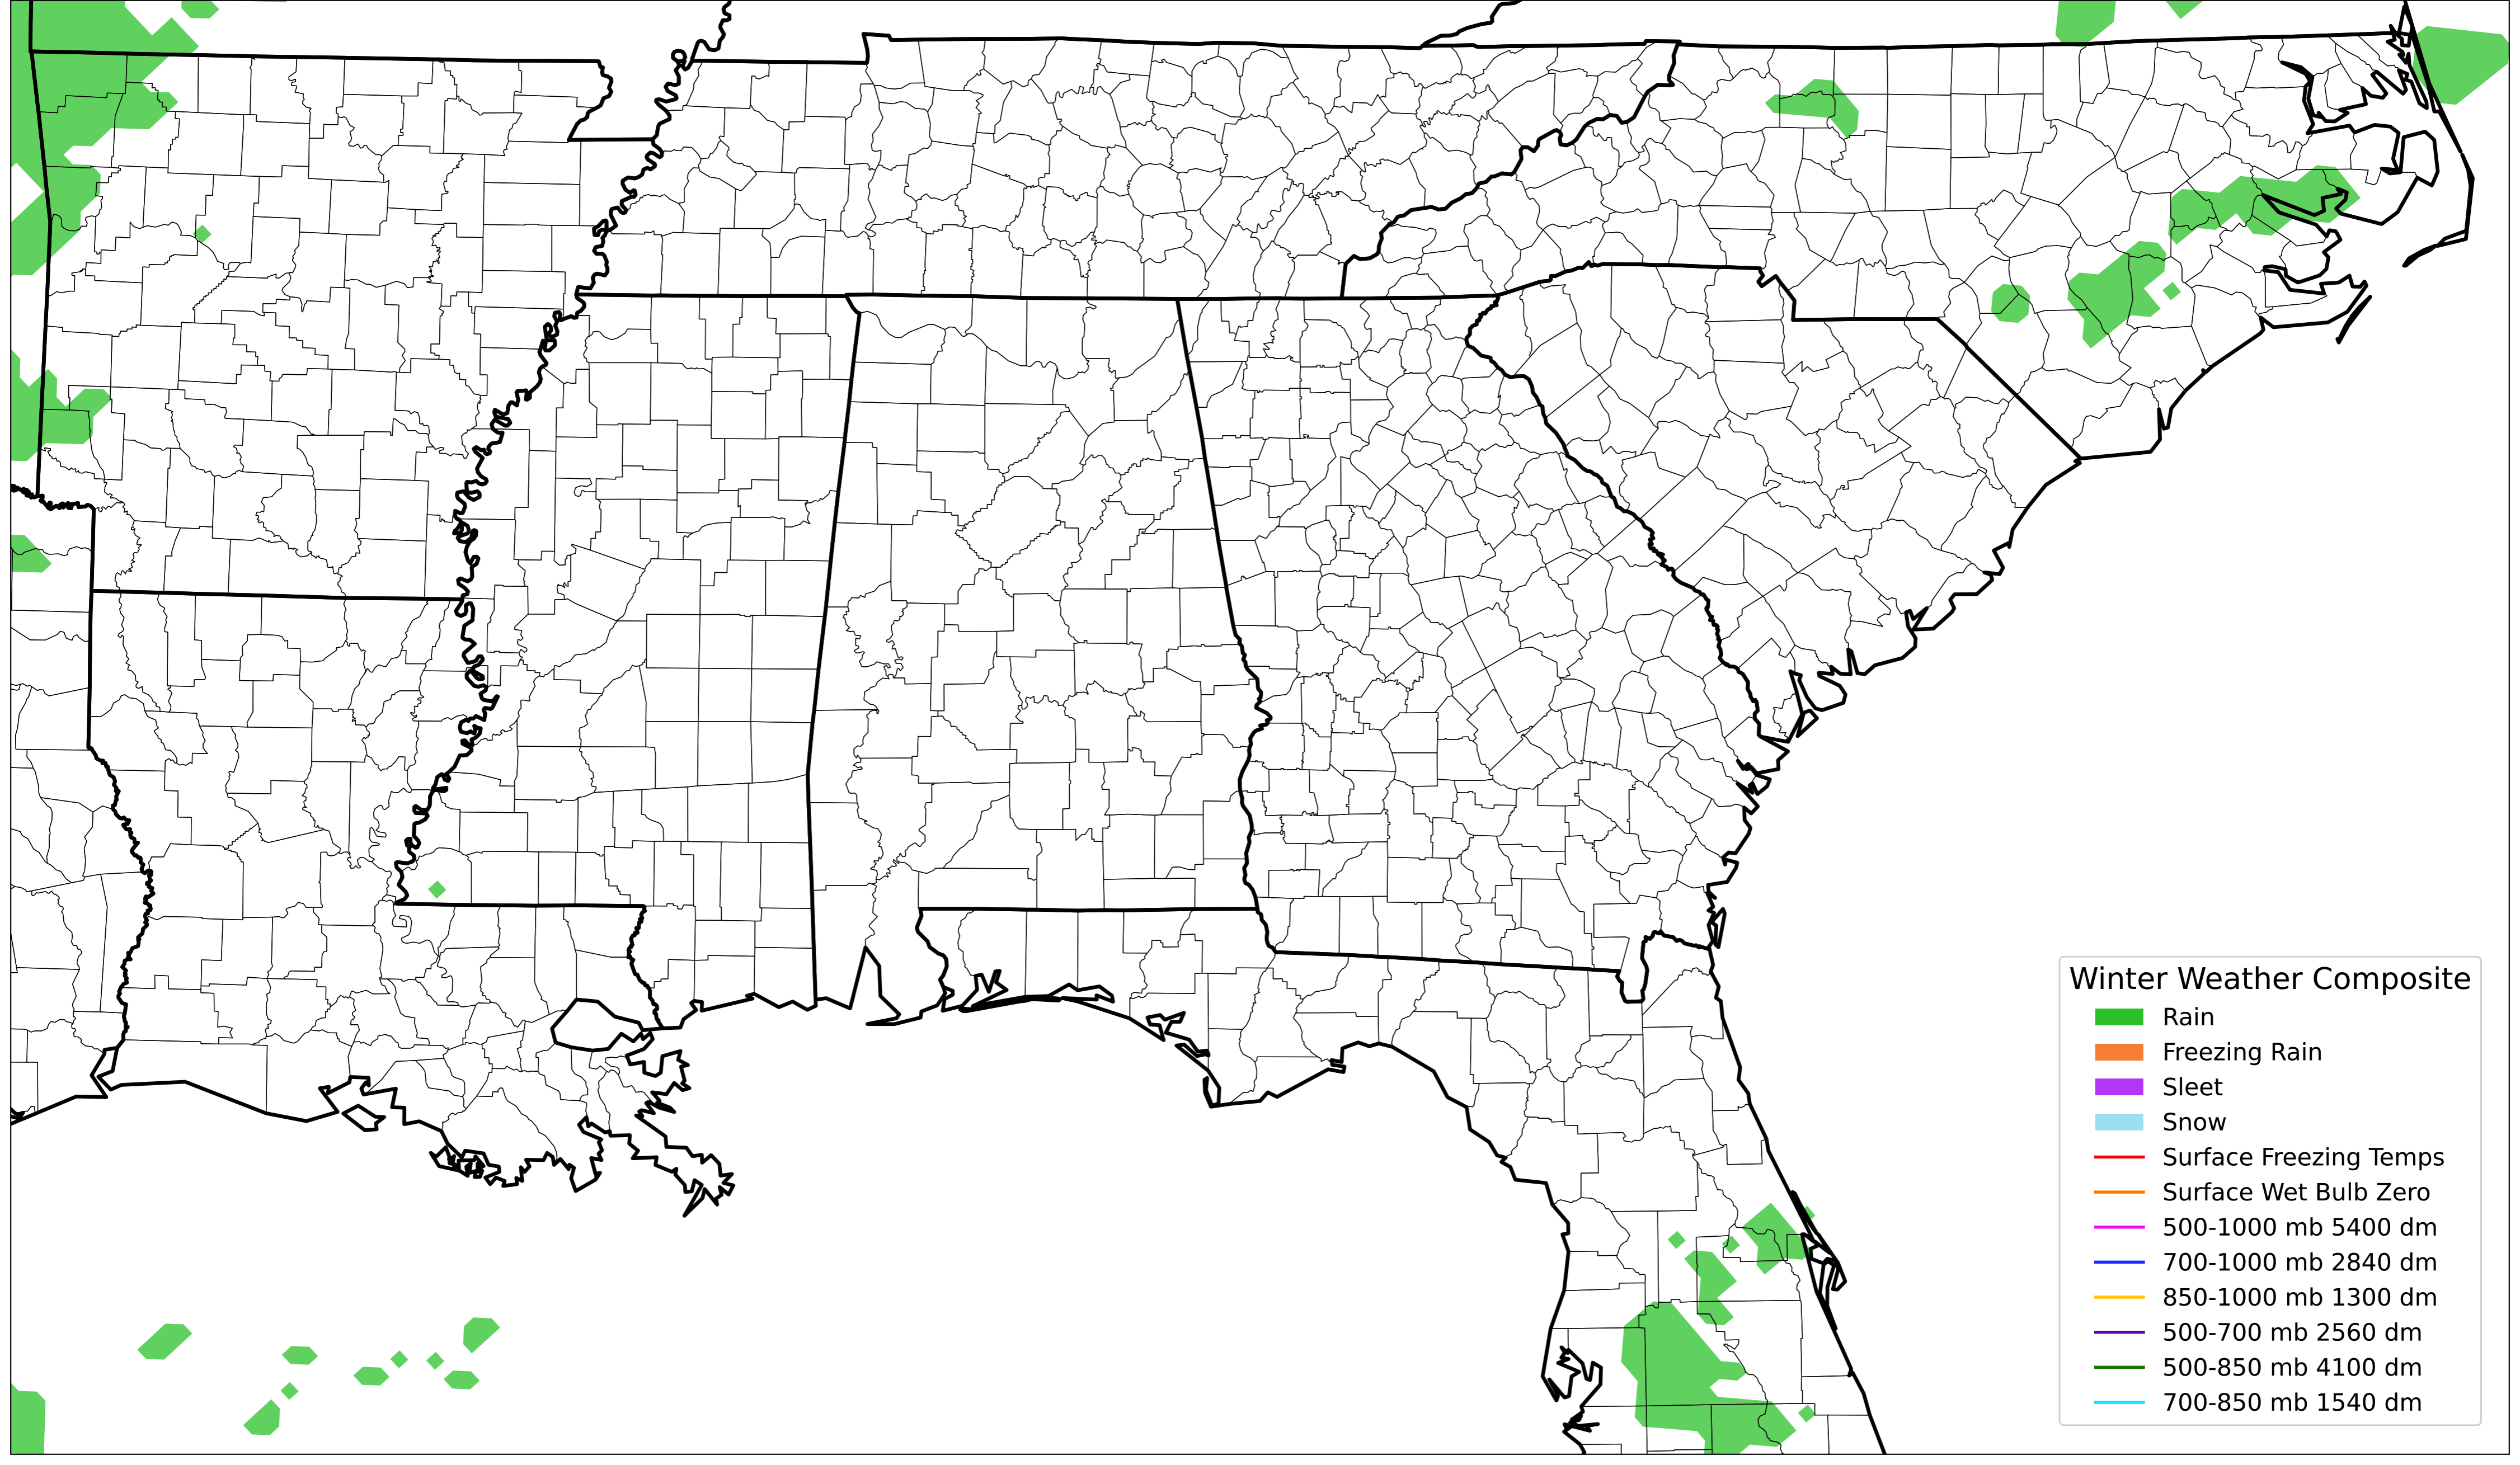 Winter Weather Composite
Rain
Freezing Rain
Sleet
Snow
Surface Freezing Temps
Surface Wet Bulb Zero
500-1000 mb 5400 dm
700-1000 mb 2840 dm
850-1000 mb 1300 dm
500-700 mb 2560 dm
500-850 mb 4100 dm
700-850 mb 1540 dm